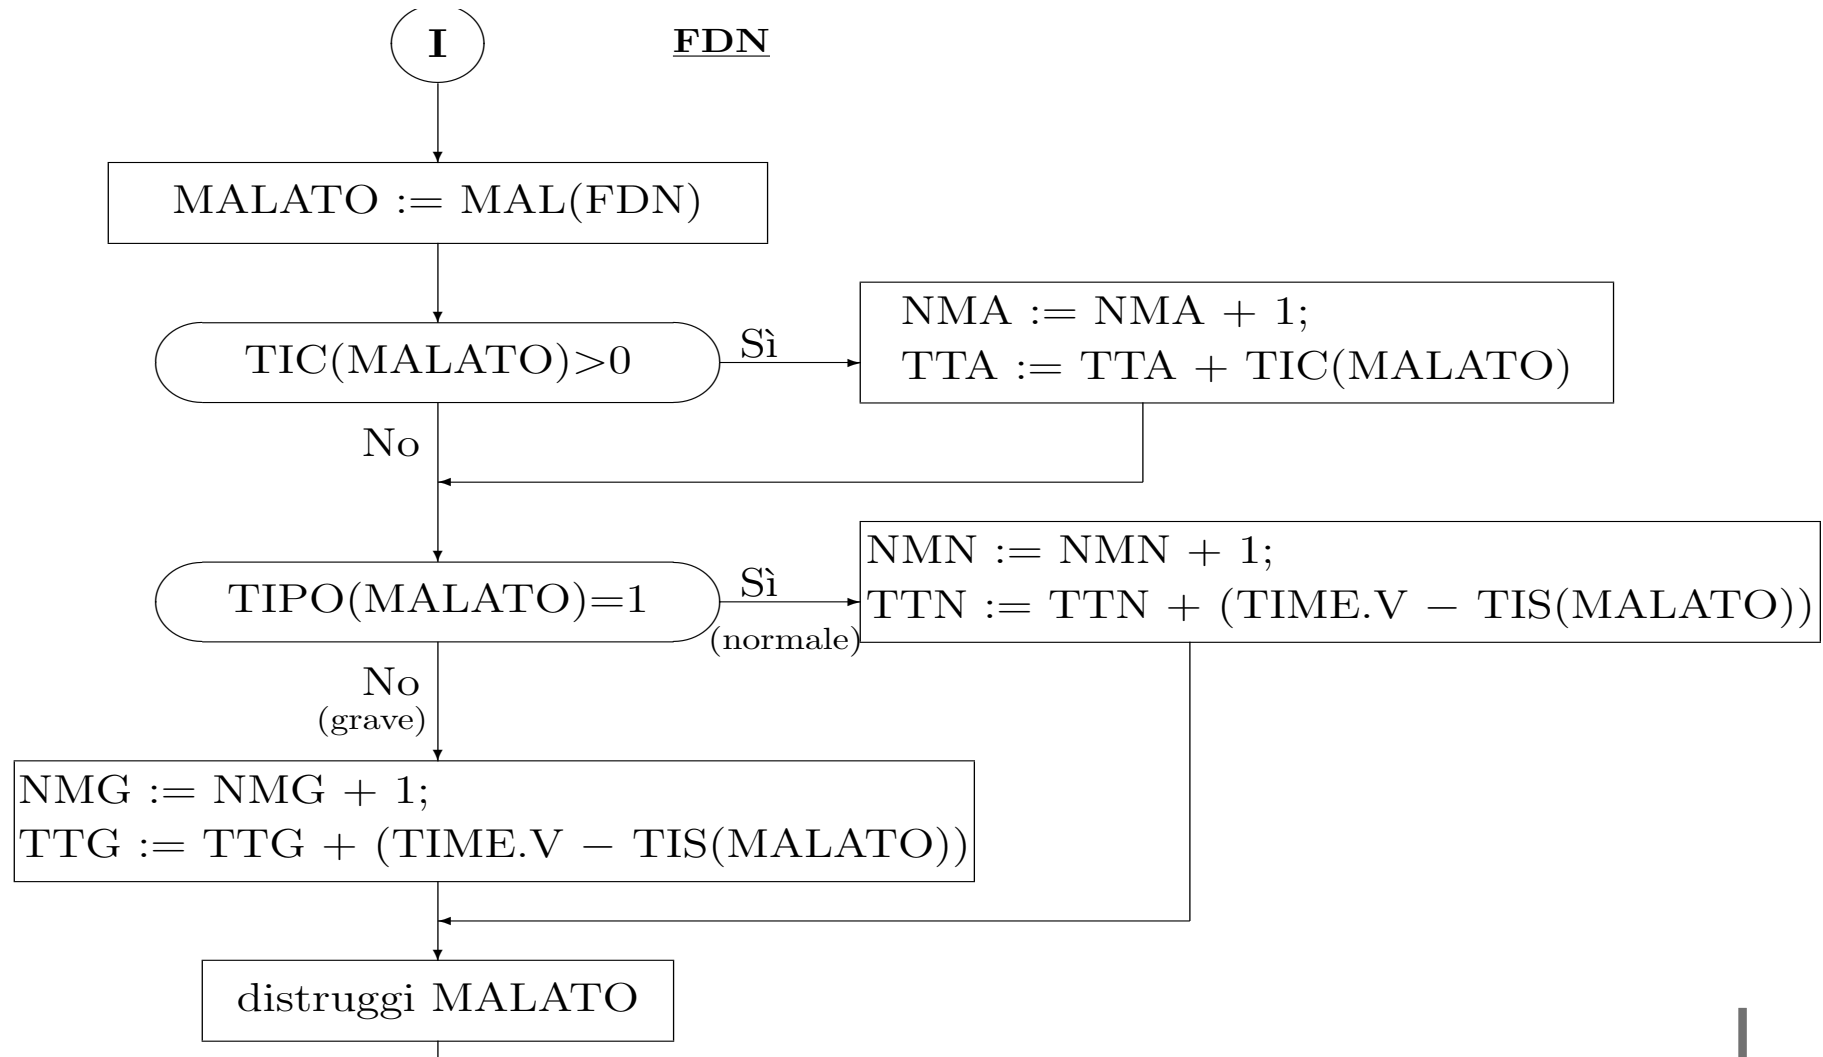 I
FDN
MALATO := MAL(FDN)
NMA := NMA + 1;
TTA := TTA + TIC(MALATO)
TIC(MALATO)>0
Sì
No
NMN := NMN + 1;
TTN := TTN + (TIME.V − TIS(MALATO))
TIPO(MALATO)=1
Sì
(normale)
No
(grave)
NMG := NMG + 1;
TTG := TTG + (TIME.V − TIS(MALATO))
distruggi MALATO